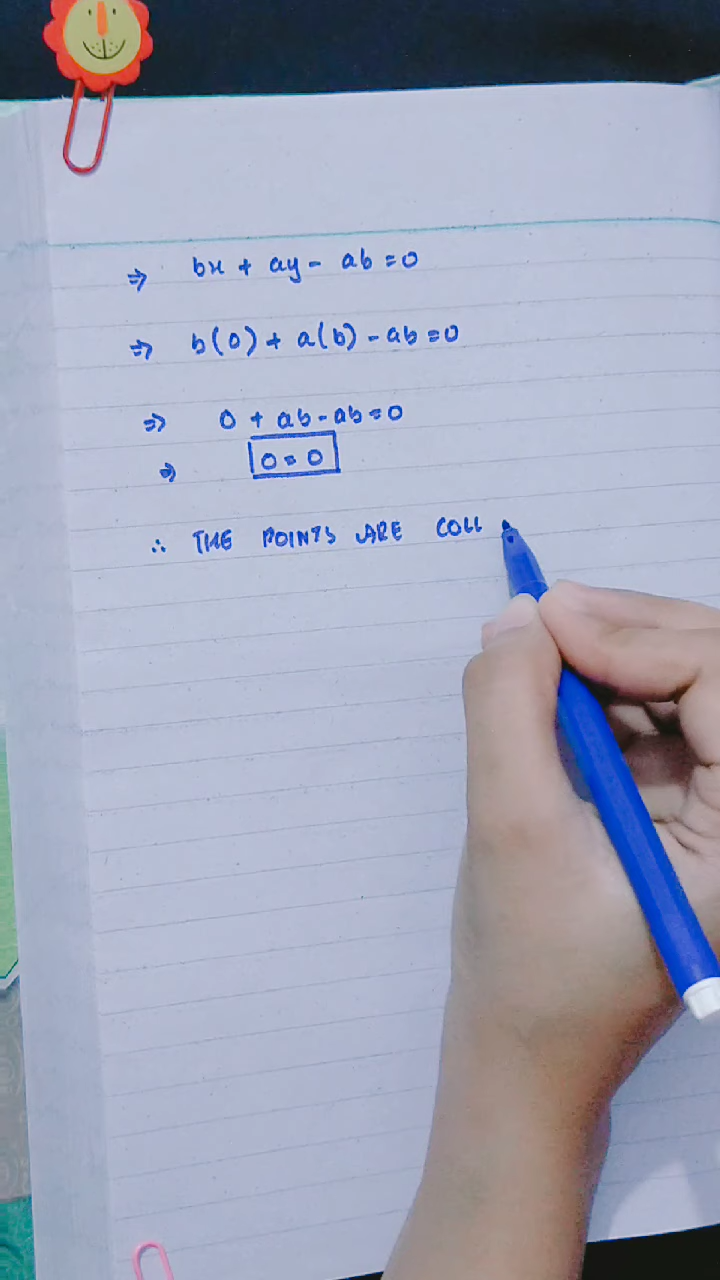 ⇒ bx + ay - ab = 0
⇒ b(0) + a(b) - ab = 0
⇒ 0 + ab - ab = 0
⇒ 0 = 0
∴ THE POINTS ARE COLL